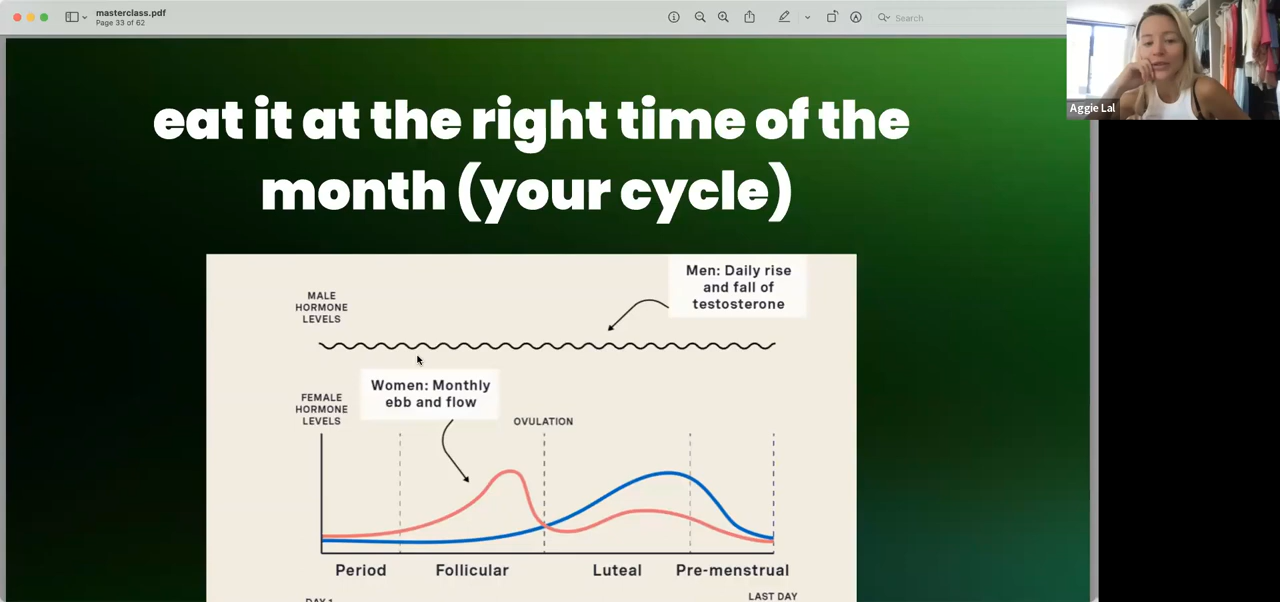 masterclass.pdf
Page 33 of 62
Search
Aggie Lal
eat it at the right time of the
month (your cycle)
Men: Daily rise
and fall of
testosterone
MALE
HORMONE
LEVELS
Women: Monthly
ebb and flow
FEMALE
HORMONE
LEVELS
OVULATION
Period
Follicular
Luteal
Pre-menstrual
DAY 1
LAST DAY